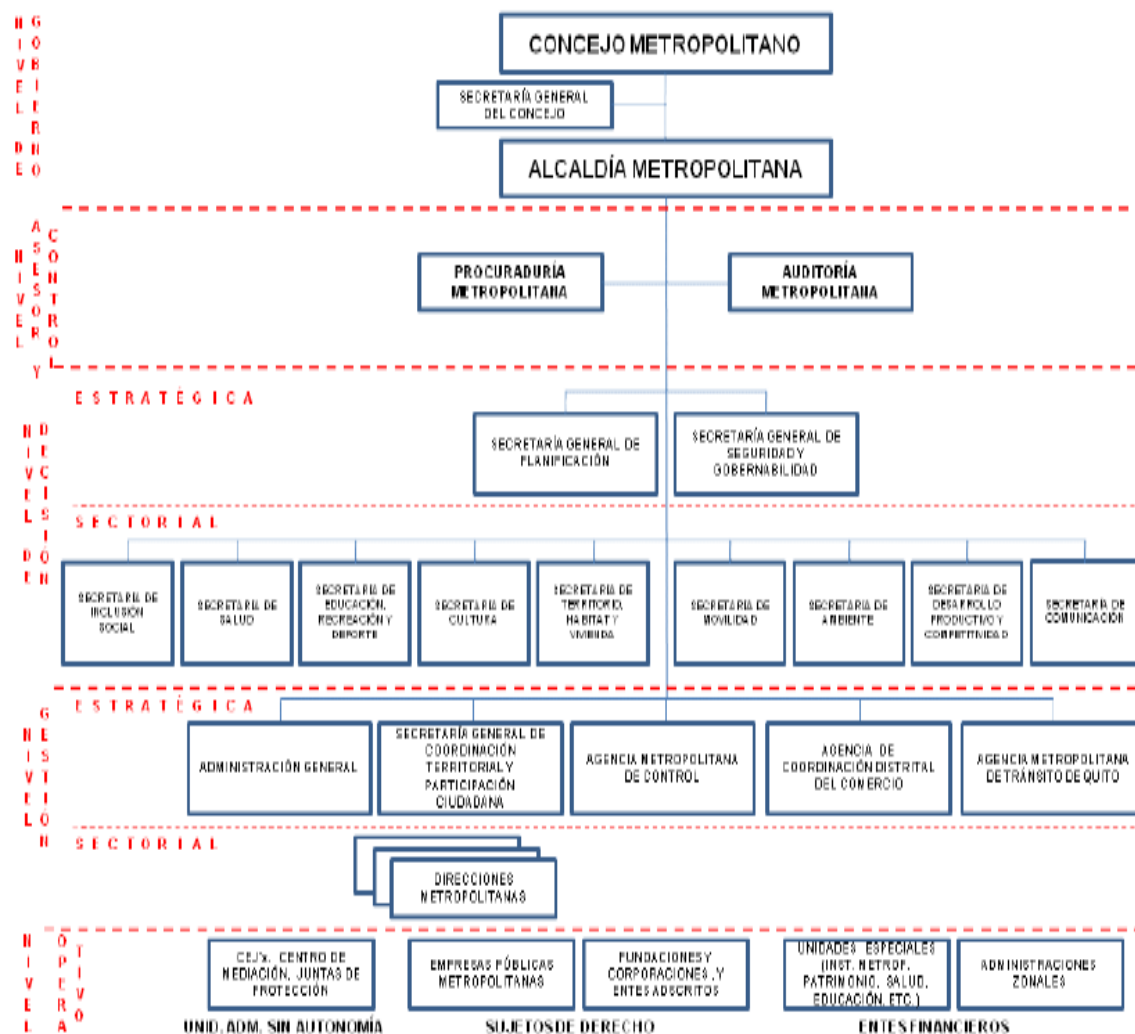 NIVEL DE
GOBIERNO
CONCEJO METROPOLITANO
SECRETARÍA GENERAL
DEL CONCEJO
ALCALDÍA METROPOLITANA
NIVEL
ASESOR Y
CONTROL
PROCURADURÍA
METROPOLITANA
AUDITORÍA
METROPOLITANA
NIVEL DE
DECISIÓN
ESTRATÉGICA
SECRETARÍA GENERAL DE
PLANIFICACIÓN
SECRETARÍA GENERAL DE
SEGURIDAD Y
GOBERNABILIDAD
SECTORIAL
SECRETARÍA DE
INCLUSIÓN
SOCIAL
SECRETARÍA DE
SALUD
SECRETARÍA DE
EDUCACIÓN,
RECREACIÓN Y
DEPORTE
SECRETARÍA DE
CULTURA
SECRETARÍA DE
TERRITORIO,
HABITAT Y
VIVIENDA
SECRETARÍA DE
MOVILIDAD
SECRETARÍA DE
AMBIENTE
SECRETARÍA DE
DESARROLLO
PRODUCTIVO Y
COMPETITIVIDAD
SECRETARÍA DE
COMUNICACIÓN
NIVEL
GESTIÓN
ESTRATÉGICA
ADMINISTRACIÓN GENERAL
SECRETARÍA GENERAL DE
COORDINACIÓN
TERRITORIAL Y
PARTICIPACIÓN
CIUDADANA
AGENCIA METROPOLITANA
DE CONTROL
AGENCIA DE
COORDINACIÓN DISTRITAL
DEL COMERCIO
AGENCIA METROPOLITANA
DE TRÁNSITO DE QUITO
SECTORIAL
DIRECCIONES
METROPOLITANAS
NIVEL
OPERA
TIVO
CEJ's, CENTRO DE
MEDIACIÓN, JUNTAS DE
PROTECCIÓN
EMPRESAS PÚBLICAS
METROPOLITANAS
FUNDACIONES Y
CORPORACIONES, Y
ENTES ADSCRITOS
UNIDADES ESPECIALES
(INST. METROP.
PATRIMONIO, SALUD,
EDUCACIÓN, ETC.)
ADMINISTRACIONES
ZONALES
UNID. ADM. SIN AUTONOMÍA
SUJETOS DE DERECHO
ENTES FINANCIEROS